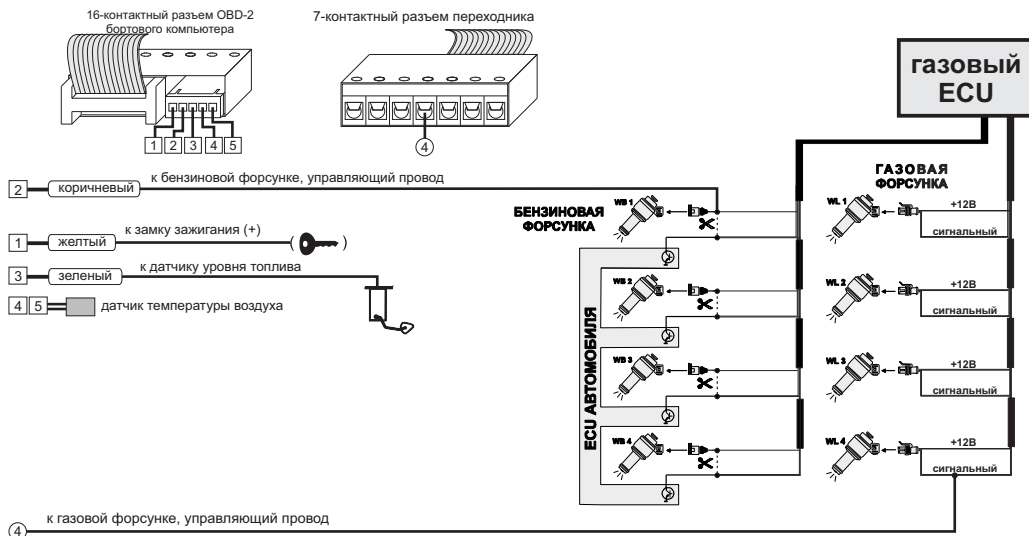 16-контактный разъем OBD-2
бортового компьютера
7-контактный разъем переходника
газовый
ECU
1 2 3 4 5
4
2 коричневый к бензиновой форсунке, управляющий провод
1 желтый к замку зажигания (+) ( )
3 зеленый к датчику уровня топлива
4 5 датчик температуры воздуха
БЕНЗИНОВАЯ
ФОРСУНКА
ГАЗОВАЯ
ФОРСУНКА
ECU АВТОМОБИЛЯ
WB 1
WB 2
WB 3
WB 4
WL 1
+12В
сигнальный
WL 2
+12В
сигнальный
WL 3
+12В
сигнальный
WL 4
+12В
сигнальный
4 к газовой форсунке, управляющий провод